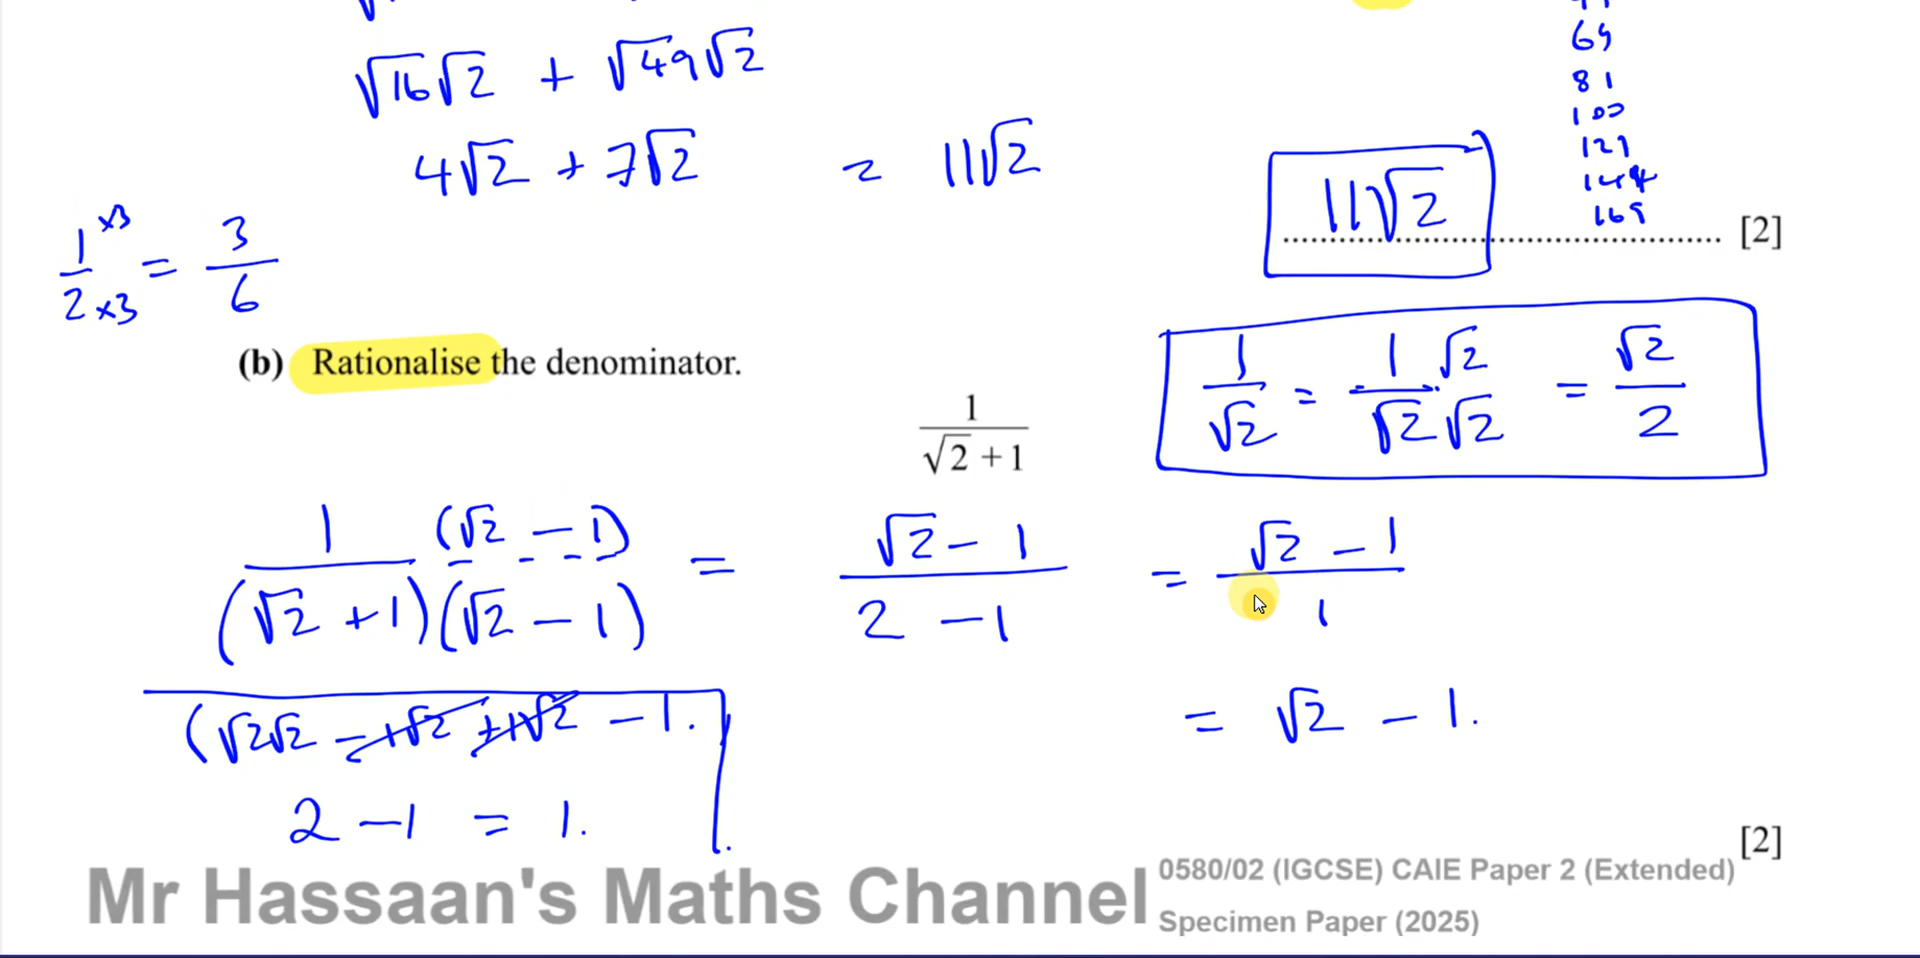 √16√2 + √49√2
4√2 + 7√2 = 11√2
64
81
100
121
144
169
11√2
[2]
1 ×3 / 2 ×3 = 3/6
(b) Rationalise the denominator.
1 / (√2 + 1)
1/√2 = 1 √2 / √2 √2 = √2/2
1 (√2 - 1) / (√2 + 1)(√2 - 1) = (√2 - 1) / (2 - 1) = (√2 - 1) / 1
(√2√2 - 1√2 + 1√2 - 1.
= √2 - 1.
2 - 1 = 1.
[2]
Mr Hassaan's Maths Channel
0580/02 (IGCSE) CAIE Paper 2 (Extended)
Specimen Paper (2025)